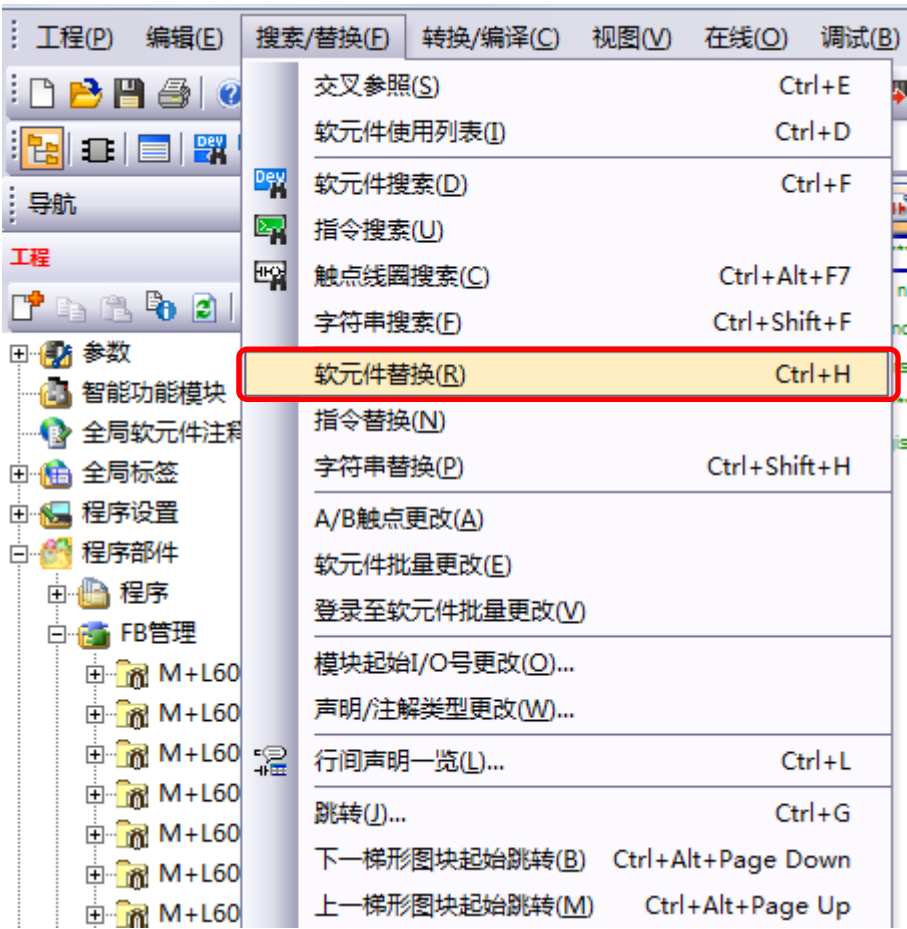 工程(P) 编辑(E) 搜索/替换(F) 转换/编译(C) 视图(V) 在线(O) 调试(B)
交叉参照(S) Ctrl+E
软元件使用列表(I) Ctrl+D
Dev
导航
Dev 软元件搜索(D) Ctrl+F
指令搜索(U)
工程
触点线圈搜索(C) Ctrl+Alt+F7
字符串搜索(F) Ctrl+Shift+F
参数
软元件替换(R) Ctrl+H
智能功能模块
指令替换(N)
全局软元件注释
字符串替换(P) Ctrl+Shift+H
全局标签
程序设置
A/B触点更改(A)
程序部件
软元件批量更改(E)
程序
登录至软元件批量更改(V)
FB管理
模块起始I/O号更改(O)...
M+L60
声明/注解类型更改(W)...
M+L60
行间声明一览(L)... Ctrl+L
M+L60
M+L60
跳转(J)... Ctrl+G
M+L60
下一梯形图块起始跳转(B) Ctrl+Alt+Page Down
M+L60
上一梯形图块起始跳转(M) Ctrl+Alt+Page Up
M+L60